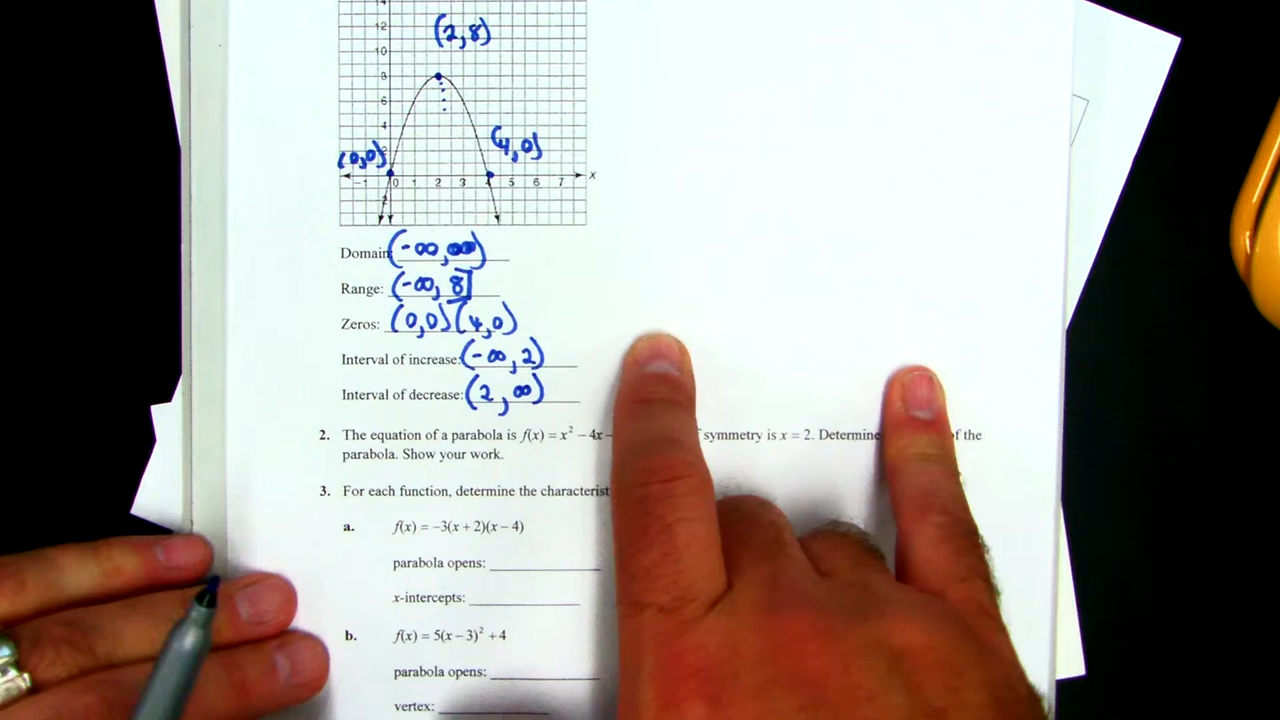 14
12
(2,8)
10
8
6
4
(4,0)
(0,0)
-1 0 1 2 3 4 5 6 7 x
Domain: (-∞, ∞)
Range: (-∞, 8]
Zeros: (0,0) (4,0)
Interval of increase: (-∞, 2)
Interval of decrease: (2, ∞)
2. The equation of a parabola is f(x) = x² – 4x – symmetry is x = 2. Determine of the
parabola. Show your work.
3. For each function, determine the
a. f(x) = –3(x + 2)(x – 4)
parabola opens:
x-intercepts:
b. f(x) = 5(x – 3)² + 4
parabola opens:
vertex: